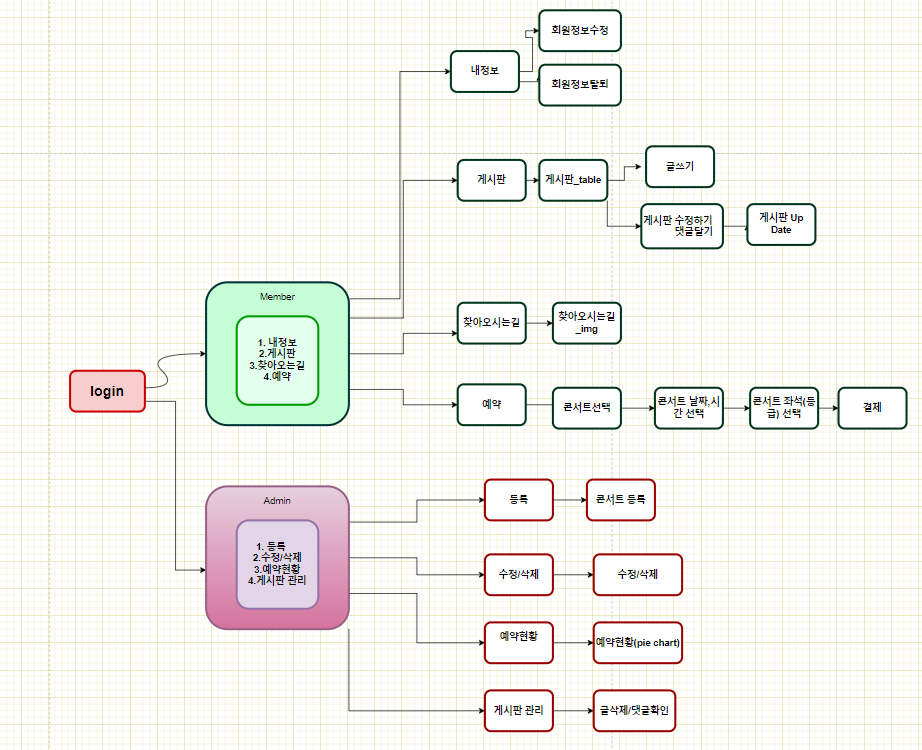 회원정보수정
내정보
회원정보탈퇴
게시판
게시판_table
글쓰기
게시판 수정하기
댓글달기
게시판 Up
Date
Member
1. 내정보
2.게시판
3.찾아오는길
4.예약
찾아오시는길
찾아오시는길
_img
login
예약
콘서트선택
콘서트 날짜,시
간 선택
콘서트 좌석(등
급) 선택
결제
Admin
1. 등록
2.수정/삭제
3.예약현황
4.게시판 관리
등록
콘서트 등록
수정/삭제
수정/삭제
예약현황
예약현황(pie chart)
게시판 관리
글삭제/댓글확인